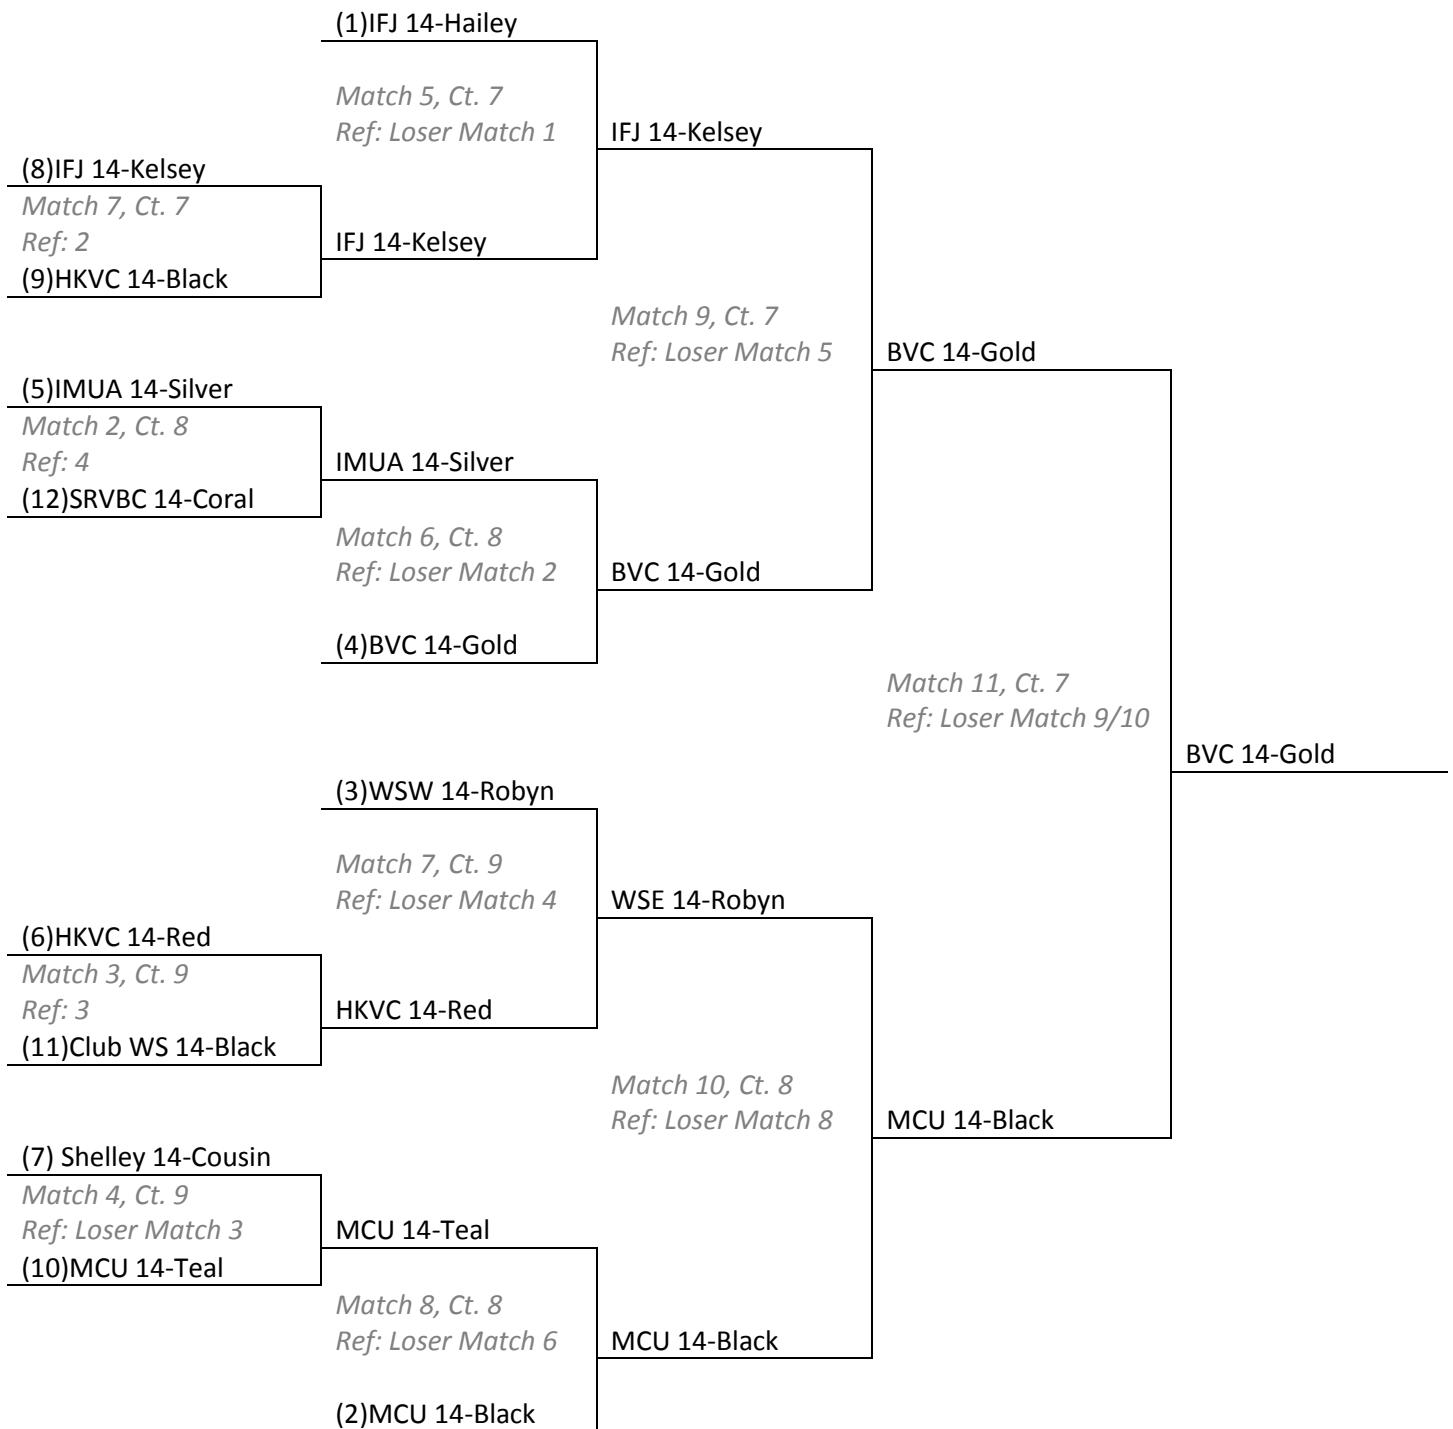 (1)IFJ 14-Hailey
Match 5, Ct. 7
Ref: Loser Match 1
IFJ 14-Kelsey
(8)IFJ 14-Kelsey
Match 7, Ct. 7
Ref: 2
IFJ 14-Kelsey
(9)HKVC 14-Black
Match 9, Ct. 7
Ref: Loser Match 5
BVC 14-Gold
(5)IMUA 14-Silver
Match 2, Ct. 8
Ref: 4
IMUA 14-Silver
(12)SRVBC 14-Coral
Match 6, Ct. 8
Ref: Loser Match 2
BVC 14-Gold
(4)BVC 14-Gold
Match 11, Ct. 7
Ref: Loser Match 9/10
BVC 14-Gold
(3)WSW 14-Robyn
Match 7, Ct. 9
Ref: Loser Match 4
WSE 14-Robyn
(6)HKVC 14-Red
Match 3, Ct. 9
Ref: 3
HKVC 14-Red
(11)Club WS 14-Black
Match 10, Ct. 8
Ref: Loser Match 8
MCU 14-Black
(7) Shelley 14-Cousin
Match 4, Ct. 9
Ref: Loser Match 3
MCU 14-Teal
(10)MCU 14-Teal
Match 8, Ct. 8
Ref: Loser Match 6
MCU 14-Black
(2)MCU 14-Black